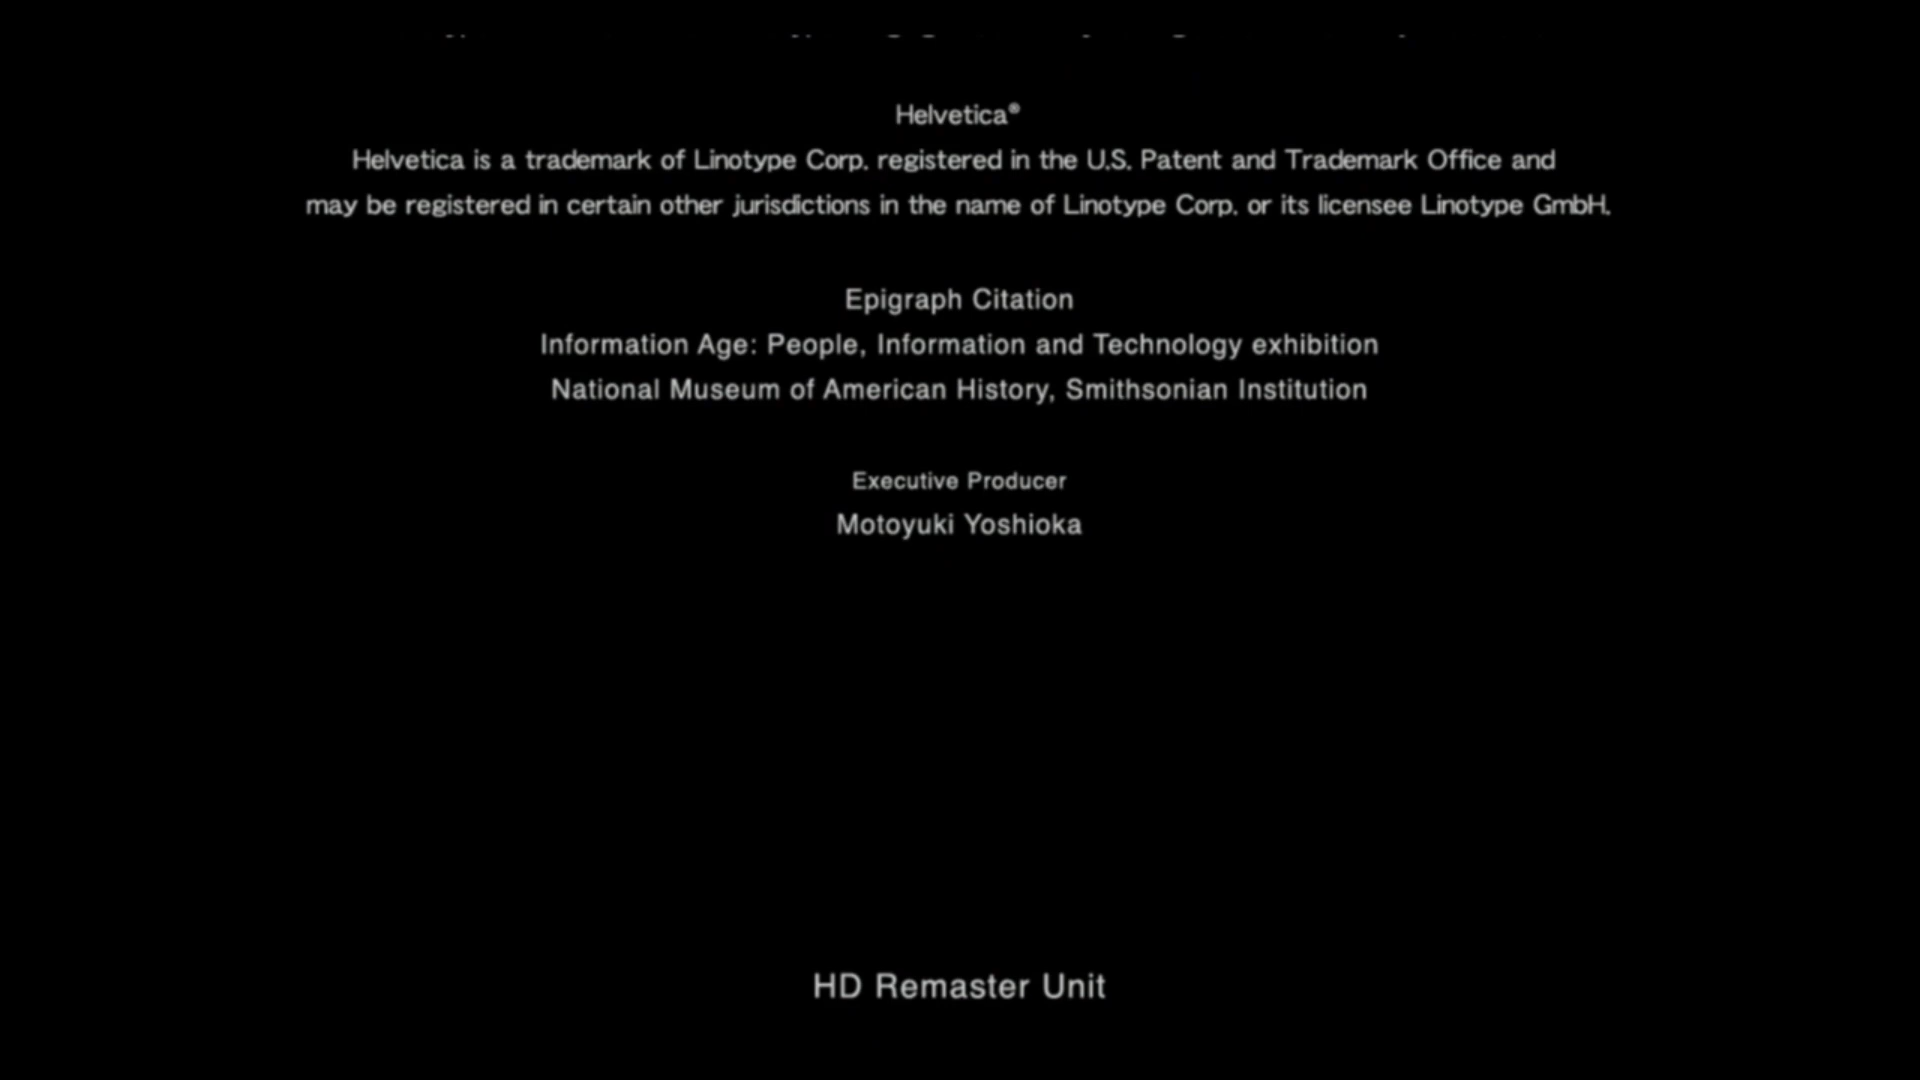 Helvetica®
Helvetica is a trademark of Linotype Corp. registered in the U.S. Patent and Trademark Office and
may be registered in certain other jurisdictions in the name of Linotype Corp. or its licensee Linotype GmbH.
Epigraph Citation
Information Age: People, Information and Technology exhibition
National Museum of American History, Smithsonian Institution
Executive Producer
Motoyuki Yoshioka
HD Remaster Unit